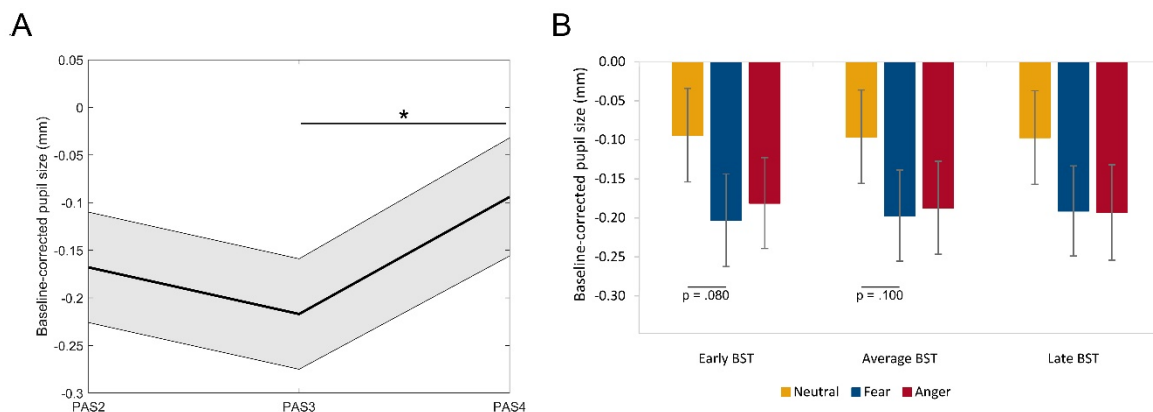 A
Baseline-corrected pupil size (mm)
0.05
0
-0.05
-0.1
-0.15
-0.2
-0.25
-0.3
*
PAS2
PAS3
PAS4
B
Baseline-corrected pupil size (mm)
0.00
-0.05
-0.10
-0.15
-0.20
-0.25
-0.30
p = .080
p = .100
Early BST
Average BST
Late BST
Neutral
Fear
Anger